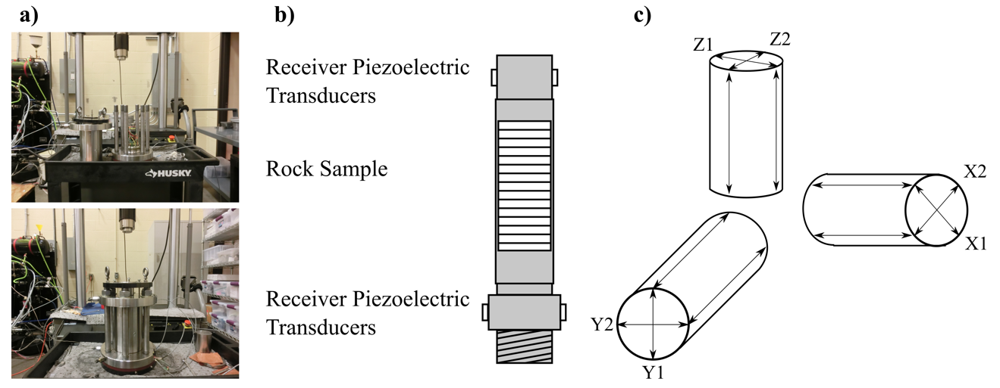 a)
HUSKY
b)
Receiver Piezoelectric
Transducers
Rock Sample
Receiver Piezoelectric
Transducers
c)
Z1
Z2
X2
X1
Y2
Y1